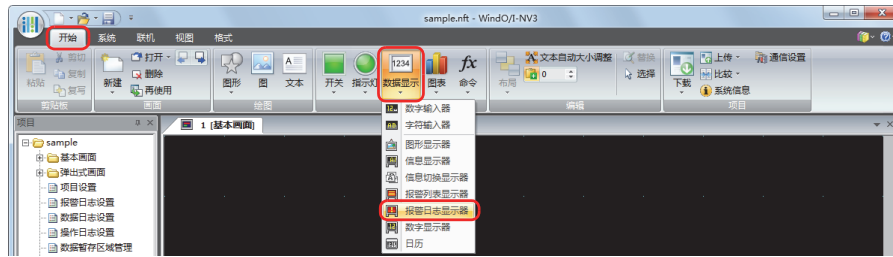 sample.nft - WindO/I-NV3
开始 系统 联机 视图 格式
粘贴 剪切 复制 复写 剪贴板
新建 打开 删除 再使用 画面
图形 图 文本 绘图
开关 指示灯 1234 数据显示 图表 fx 命令
布局 文本自动大小调整 0 替换 选择 编辑
下载 上传 比较 系统信息 通信设置 项目
项目
1 [基本画面]
sample
基本画面
弹出式画面
项目设置
报警日志设置
数据日志设置
操作日志设置
数据暂存区域管理
数字输入器
字符输入器
图形显示器
信息显示器
信息切换显示器
报警列表显示器
报警日志显示器
数字显示器
日历